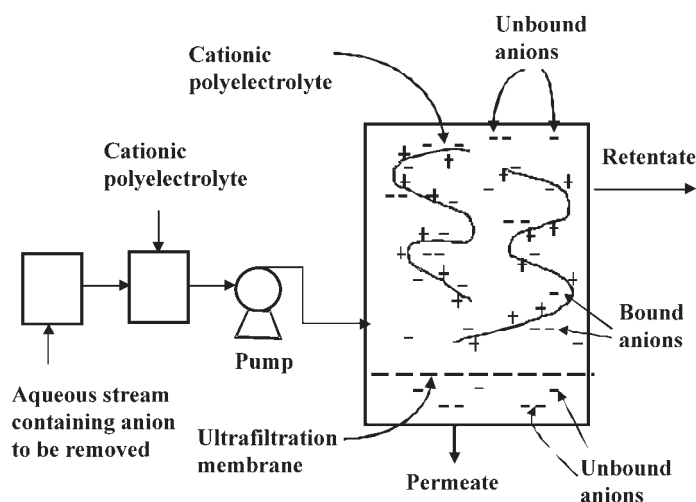 Unbound
anions
Cationic
polyelectrolyte
Cationic
polyelectrolyte
Retentate
Pump
Bound
anions
Aqueous stream
containing anion
to be removed
Ultrafiltration
membrane
Permeate
Unbound
anions